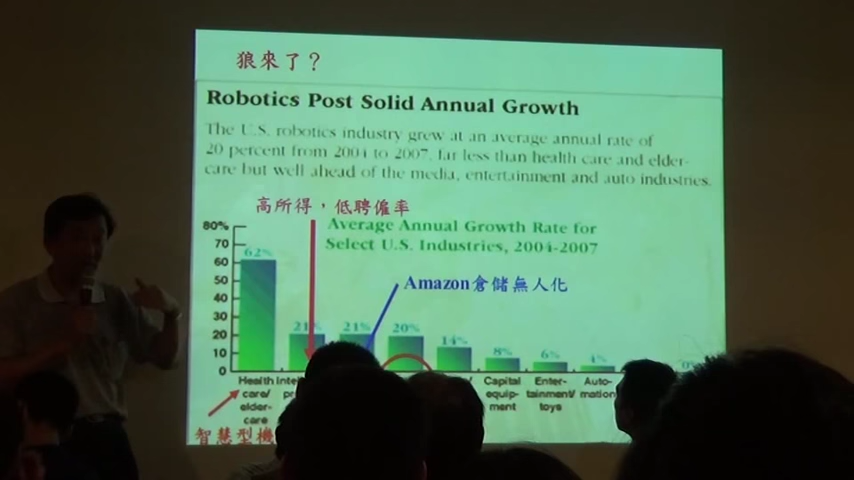 狼來了？
Robotics Post Solid Annual Growth
The U.S. robotics industry grew at an average annual rate of
20 percent from 2004 to 2007, far less than health care and elder-
care but well ahead of the media, entertainment and auto industries.
高所得，低聘僱率
Average Annual Growth Rate for
Select U.S. Industries, 2004-2007
Amazon倉儲無人化
80%
70
60
50
40
30
20
10
0
62%
21%
21%
20%
14%
8%
6%
4%
0%
Health
care/
elder-
care
Capital
equip-
ment
Enter-
tainment/
toys
Auto-
mation
智慧型機